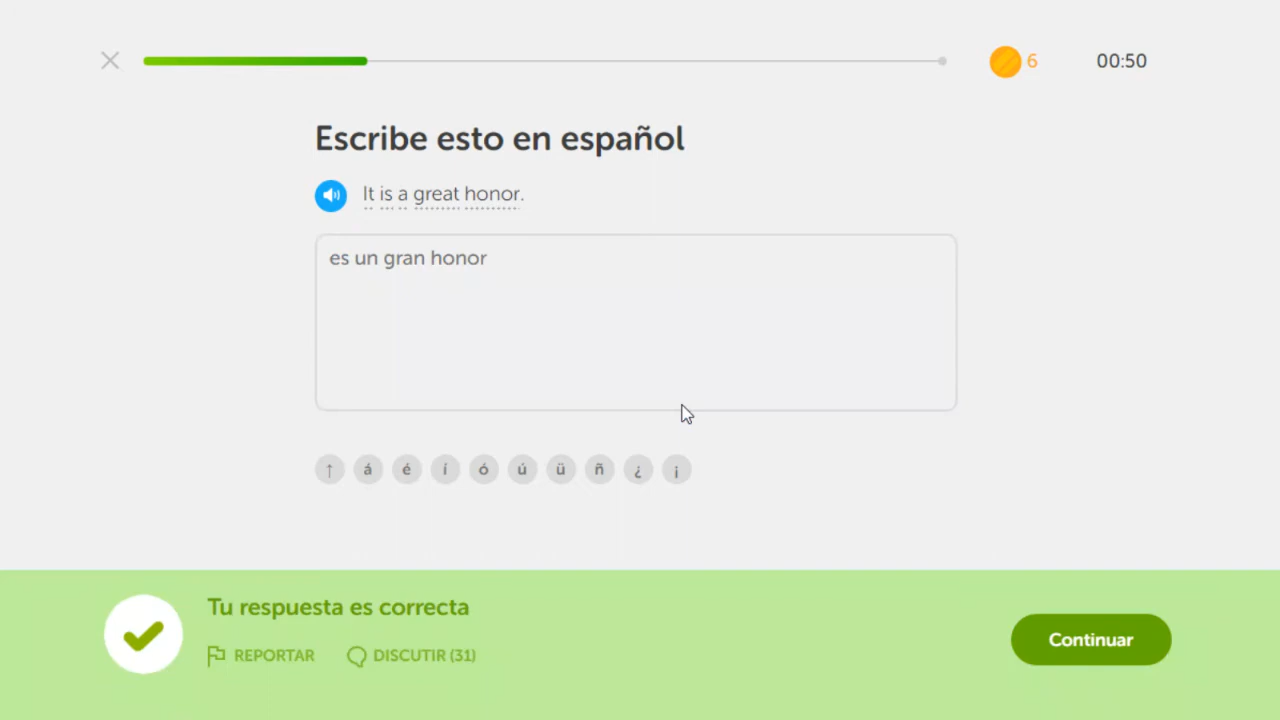 6 00:50
Escribe esto en español
It is a great honor.
es un gran honor
↑ á é í ó ú ü ñ ¿ ¡
Tu respuesta es correcta
REPORTAR DISCUTIR (31)
Continuar